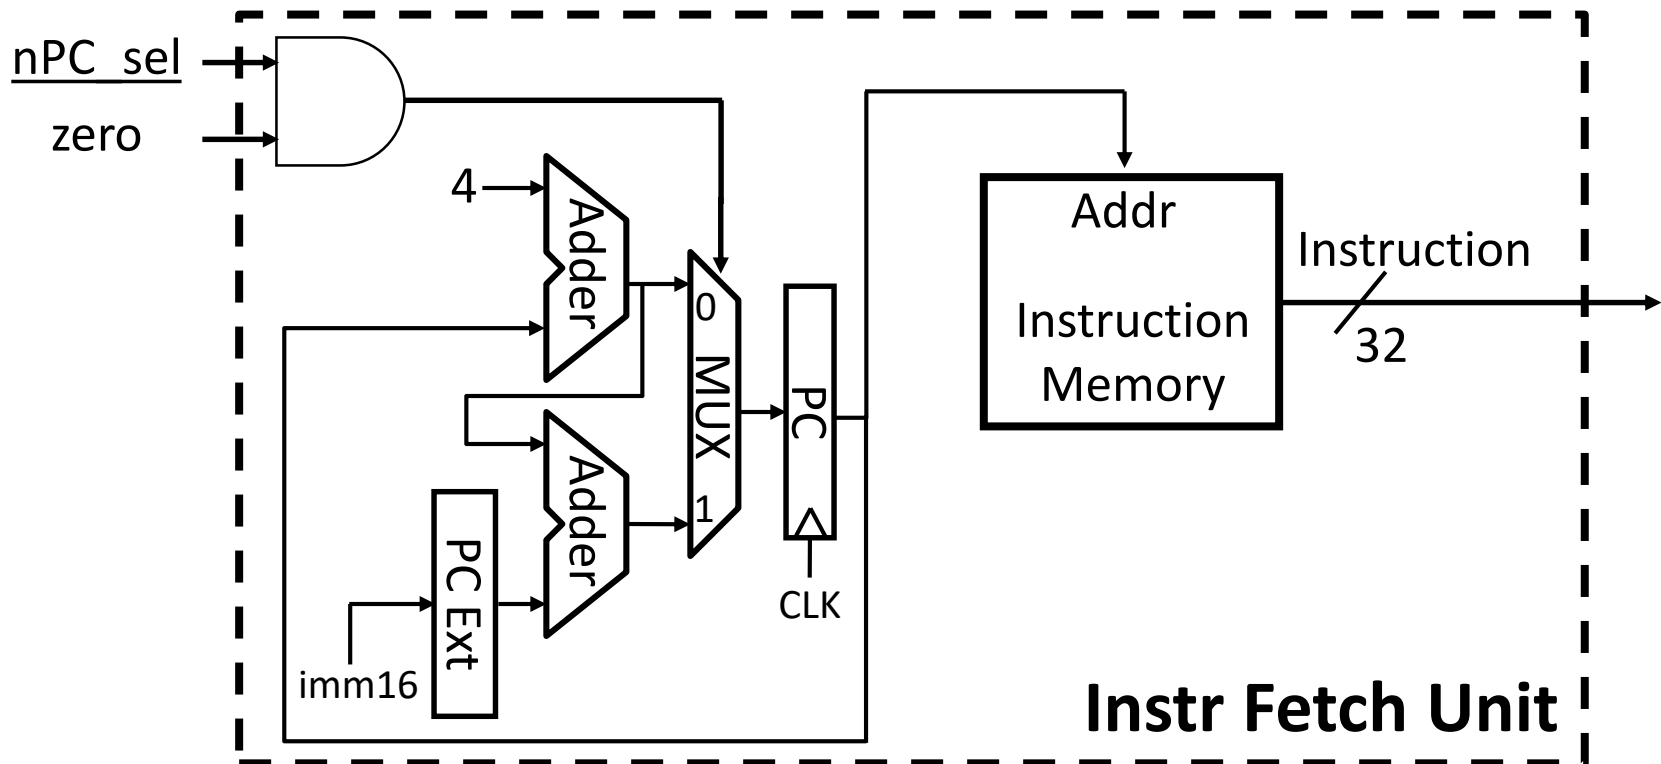 nPC_sel
zero
4
Adder
0
MUX
1
Adder
PC Ext
imm16
PC
CLK
Addr
Instruction
Memory
Instruction
32
Instr Fetch Unit